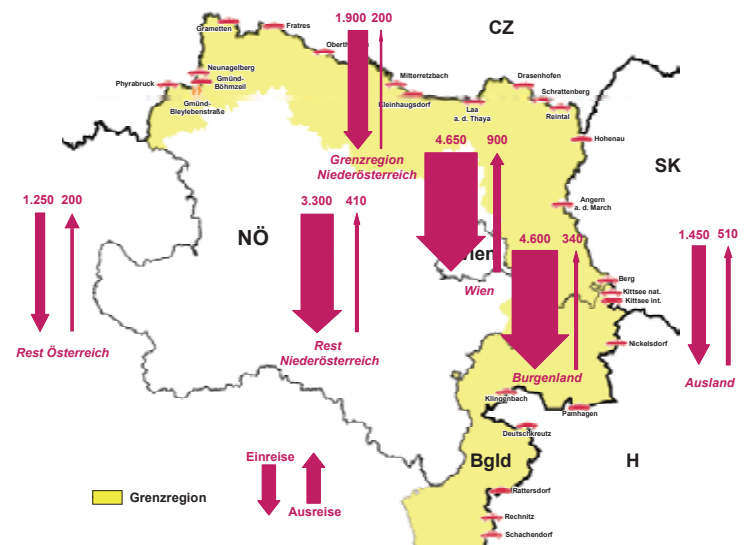 1.900 200
CZ
Grametten
Fratres
Oberth
Neunagelberg
Phyrabruck
Gmünd-
Böhmzeil
Gmünd-
Bleylebenstraße
Mitterretzbach
Kleinhaugsdorf
Laa
a. d. Thaya
Drasenhofen
Schrattenberg
Reintal
Hohenau
Grenzregion
Niederösterreich
4.650 900
SK
1.250 200
NÖ
3.300 410
Angern
a. d. March
4.600 340
1.450 510
Wien
Berg
Kittsee nat.
Kittsee int.
Nickelsdorf
Rest Österreich
Rest
Niederösterreich
Burgenland
Ausland
Klingenbach
Pamhagen
Deutschkreutz
Bgld
H
Einreise
Ausreise
Grenzregion
Rattersdorf
Rechnitz
Schachendorf